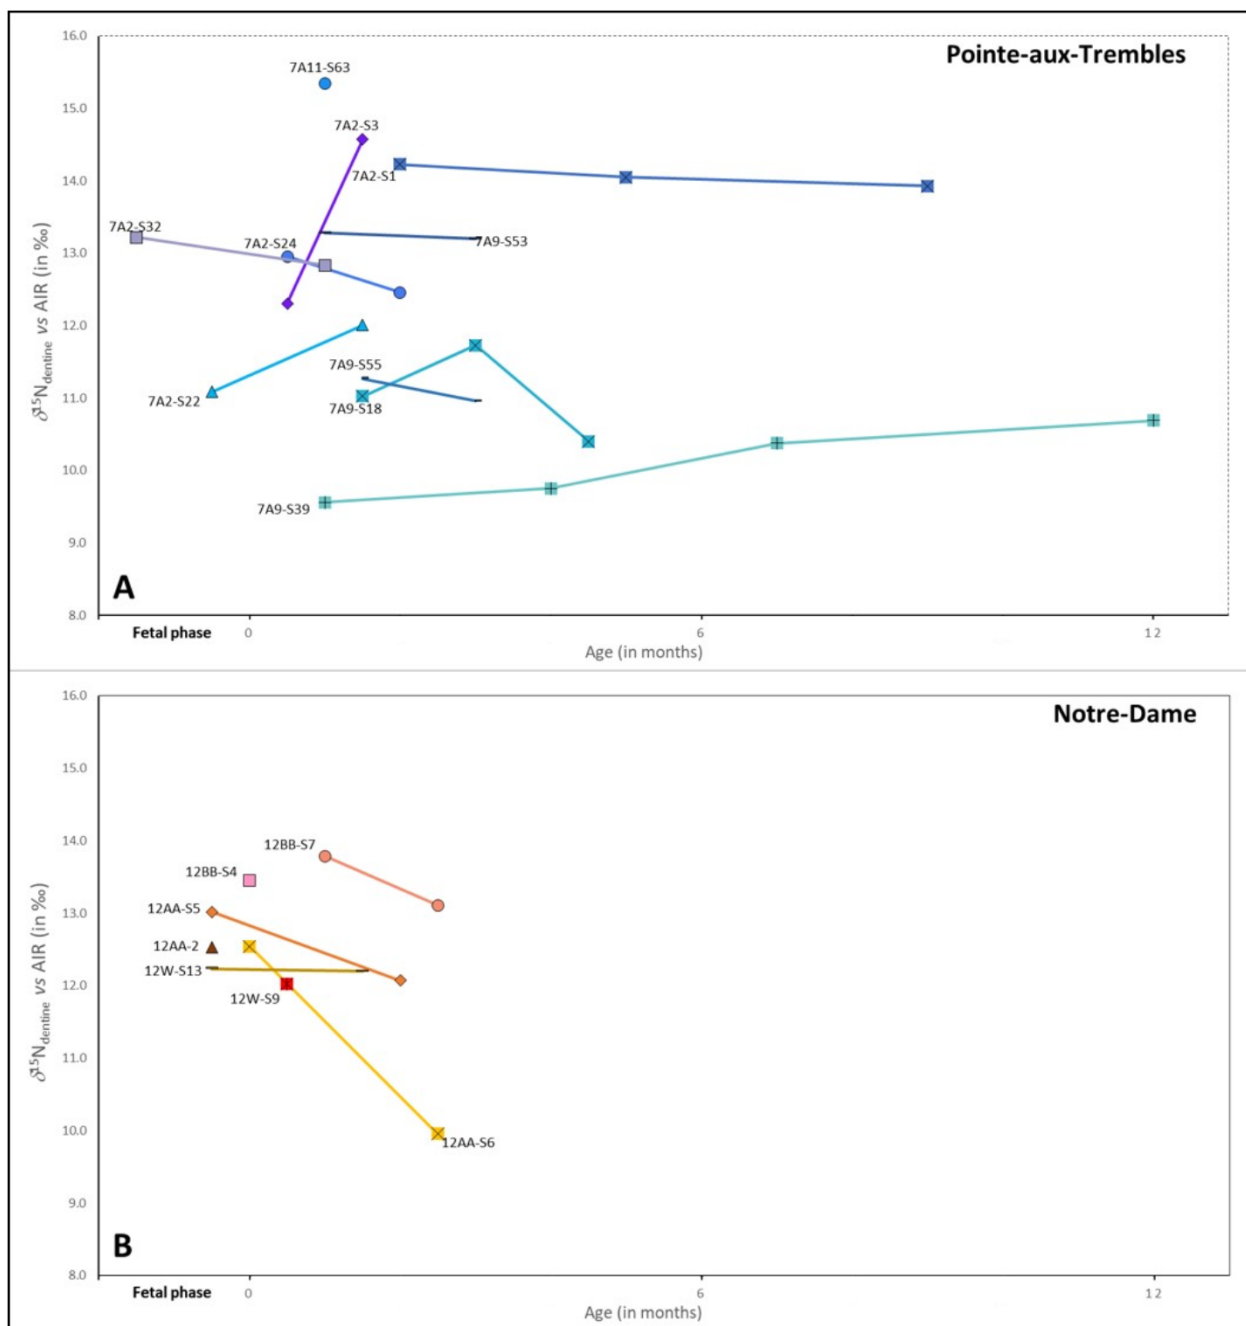 16.0
Pointe-aux-Trembles
7A11-S63
15.0
7A2-S3
7A2-S1
14.0
7A2-S32
7A2-S24
7A9-S53
13.0
12.0
7A9-S55
7A2-S22
7A9-S18
11.0
10.0
7A9-S39
9.0
A
8.0
δ15Ndentine vs AIR (in ‰)
Fetal phase 0 6 12
Age (in months)
16.0
Notre-Dame
15.0
14.0
12BB-S7
12BB-S4
13.0
12AA-S5
12AA-2
12W-S13
12.0
12W-S9
11.0
10.0
12AA-S6
9.0
B
8.0
δ15Ndentine vs AIR (in ‰)
Fetal phase 0 6 12
Age (in months)